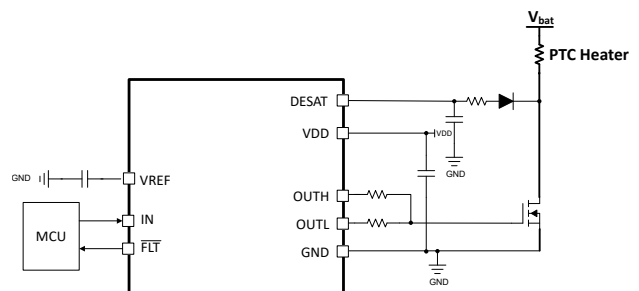 Vbat
PTC Heater
DESAT
VDD
VDD
GND
GND
VREF
OUTH
MCU
IN
OUTL
FLT
GND
GND